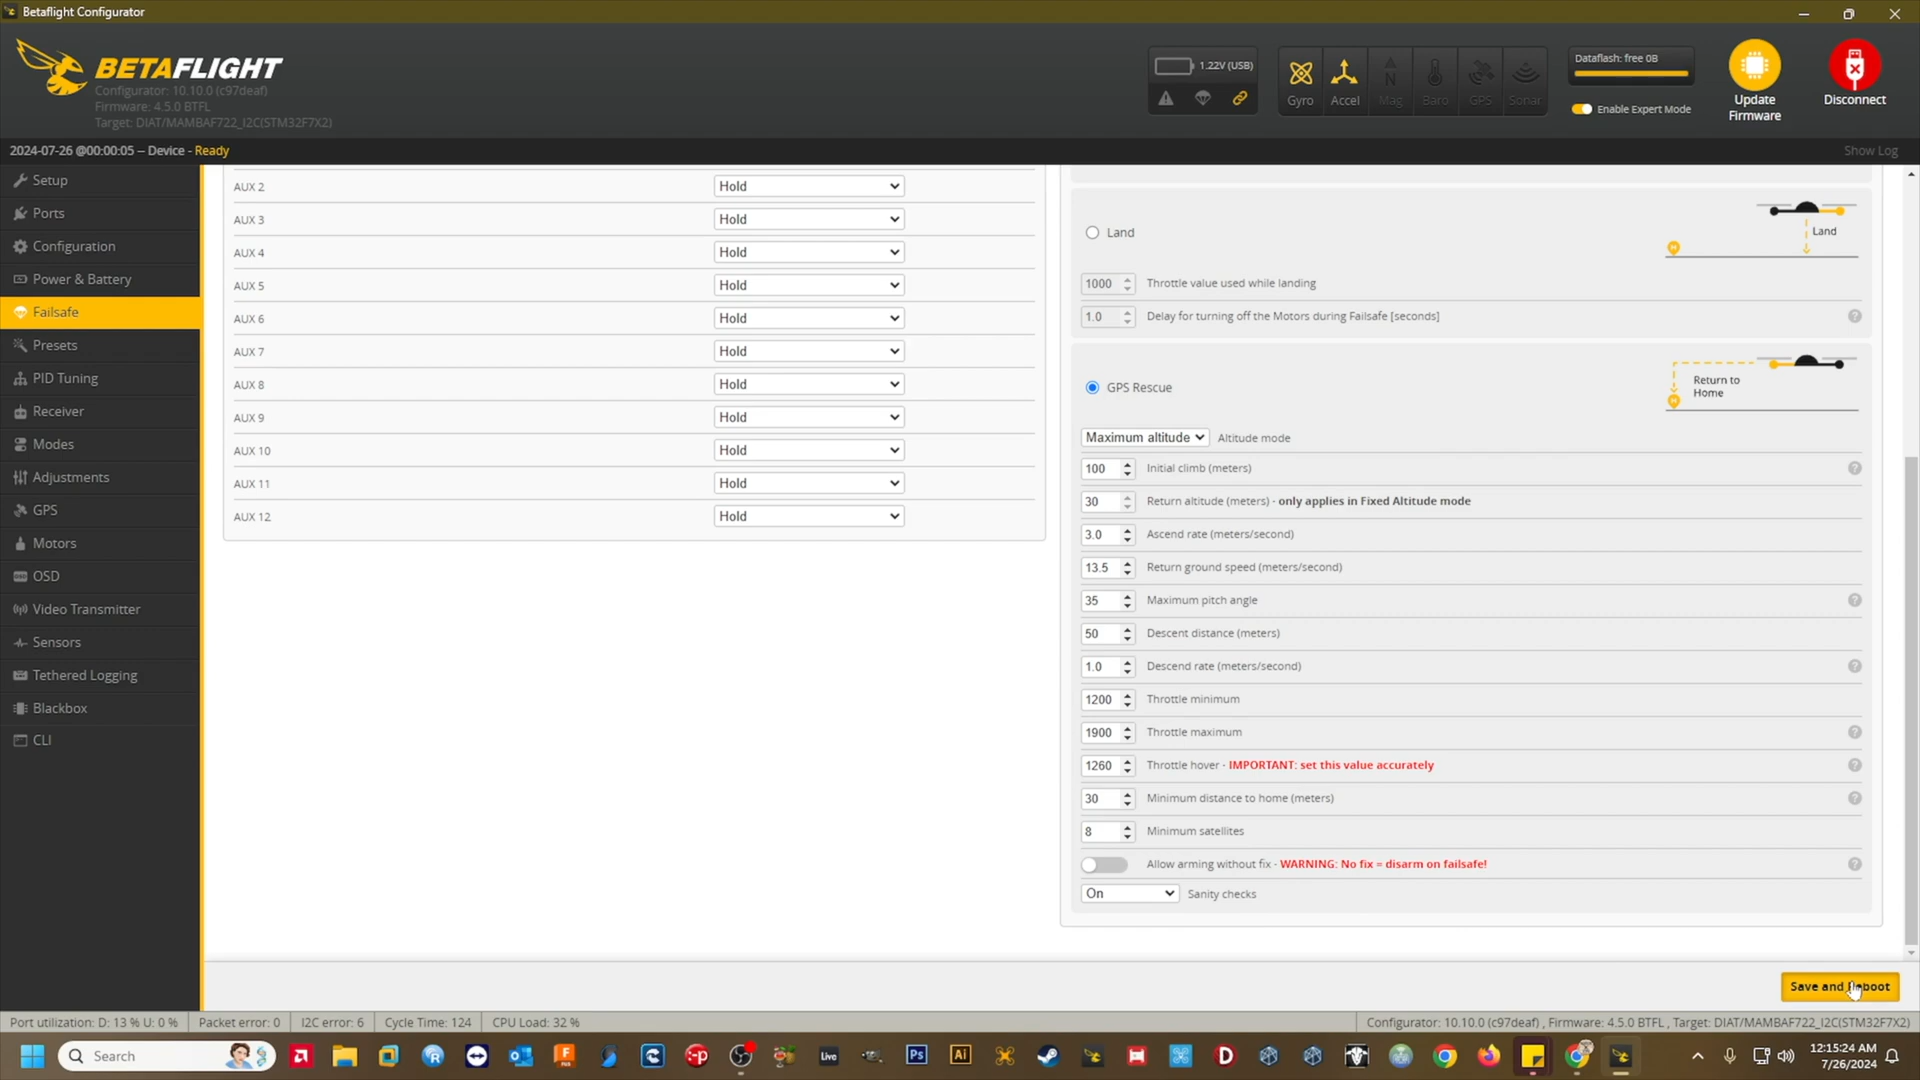 Betaflight Configurator
BETAFLIGHT
Configurator: 10.10.0 (c97deaf)
Firmware: 4.5.0 BTFL
Target: DIAT/MAMBAF722_I2C(STM32F7X2)
1.22V (USB)
Gyro
Accel
Mag
Baro
GPS
Sonar
Dataflash: free 0B
Enable Expert Mode
Update
Firmware
Disconnect
2024-07-26 @00:00:05 -- Device - Ready
Show Log
Setup
Ports
Configuration
Power & Battery
Failsafe
Presets
PID Tuning
Receiver
Modes
Adjustments
GPS
Motors
OSD
Video Transmitter
Sensors
Tethered Logging
Blackbox
CLI
AUX 2 Hold
AUX 3 Hold
AUX 4 Hold
AUX 5 Hold
AUX 6 Hold
AUX 7 Hold
AUX 8 Hold
AUX 9 Hold
AUX 10 Hold
AUX 11 Hold
AUX 12 Hold
Land
Land
1000 Throttle value used while landing
1.0 Delay for turning off the Motors during Failsafe [seconds]
GPS Rescue
Return to
Home
Maximum altitude Altitude mode
100 Initial climb (meters)
30 Return altitude (meters) - only applies in Fixed Altitude mode
3.0 Ascend rate (meters/second)
13.5 Return ground speed (meters/second)
35 Maximum pitch angle
50 Descent distance (meters)
1.0 Descend rate (meters/second)
1200 Throttle minimum
1900 Throttle maximum
1260 Throttle hover - IMPORTANT: set this value accurately
30 Minimum distance to home (meters)
8 Minimum satellites
Allow arming without fix - WARNING: No fix = disarm on failsafe!
On Sanity checks
Save and Reboot
Port utilization: D: 13 % U: 0 % Packet error: 0 I2C error: 6 Cycle Time: 124 CPU Load: 32 %
Configurator: 10.10.0 (c97deaf) , Firmware: 4.5.0 BTFL , Target: DIAT/MAMBAF722_I2C(STM32F7X2)
Search
Live
Ps
Ai
12:15:24 AM
7/26/2024